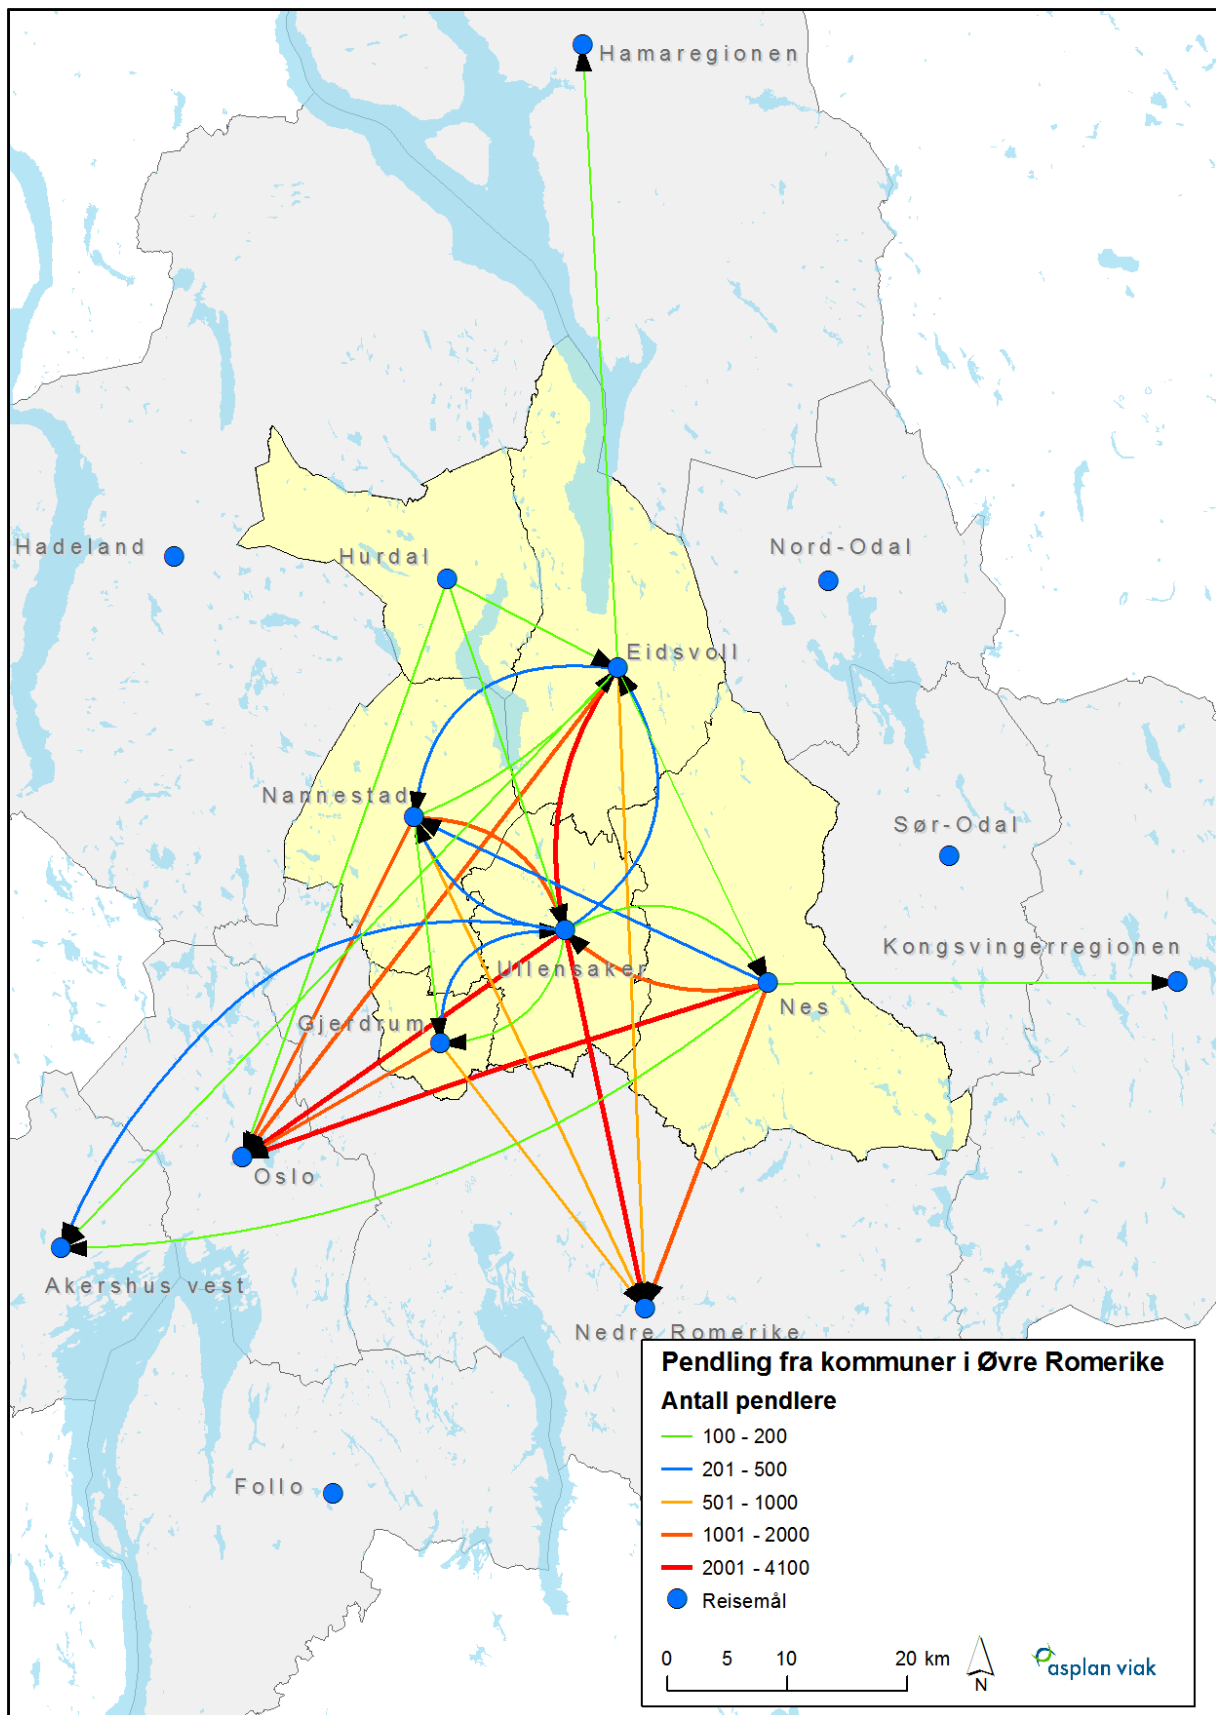 Hamaregionen
Hadeland
Hurdal
Nord-Odal
Eidsvoll
Nannestad
Sør-Odal
Kongsvingerregionen
Ullensaker
Nes
Gjerdrum
Oslo
Akershus vest
Nedre Romerike
Follo
Pendling fra kommuner i Øvre Romerike
Antall pendlere
100 - 200
201 - 500
501 - 1000
1001 - 2000
2001 - 4100
Reisemål
0 5 10 20 km
N
asplan viak